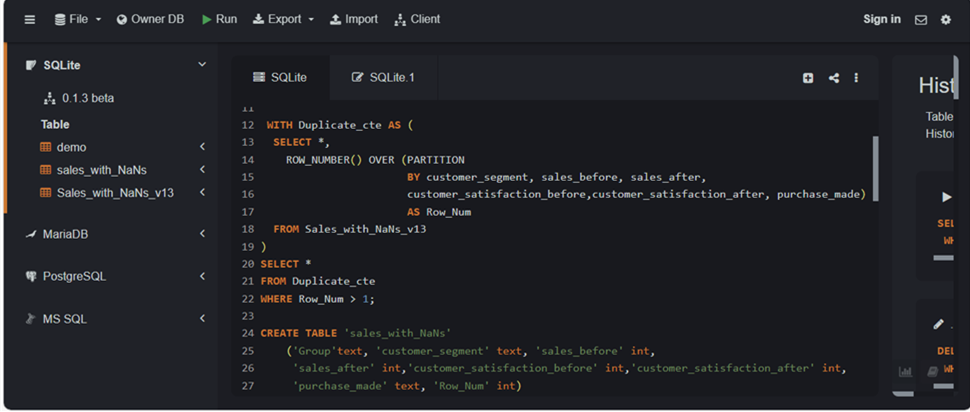 File Owner DB Run Export Import Client Sign in
SQLite
0.1.3 beta
Table
demo
sales_with_NaNs
Sales_with_NaNs_v13
MariaDB
PostgreSQL
MS SQL
SQLite SQLite.1
11
12 WITH Duplicate_cte AS (
13 SELECT *,
14 ROW_NUMBER() OVER (PARTITION
15 BY customer_segment, sales_before, sales_after,
16 customer_satisfaction_before,customer_satisfaction_after, purchase_made)
17 AS Row_Num
18 FROM Sales_with_NaNs_v13
19 )
20 SELECT *
21 FROM Duplicate_cte
22 WHERE Row_Num > 1;
23
24 CREATE TABLE 'sales_with_NaNs'
25 ('Group'text, 'customer_segment' text, 'sales_before' int,
26 'sales_after' int,'customer_satisfaction_before' int,'customer_satisfaction_after' int,
27 'purchase_made' text, 'Row_Num' int)
Hist
Table
Histo
SEL
WH
DEL
WH